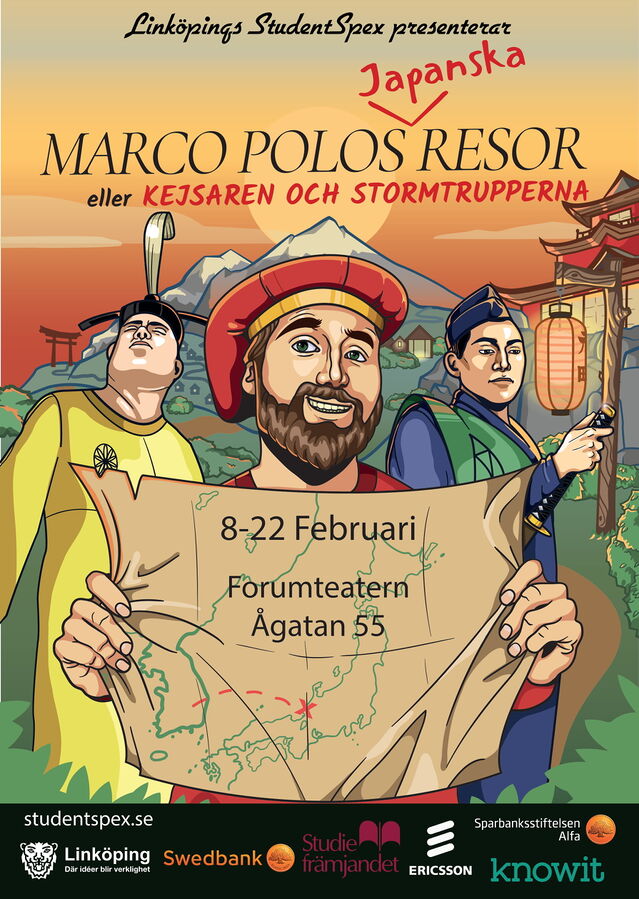 Linköpings StudentSpex presenterar
Japanska
MARCO POLOS RESOR
eller KEJSAREN OCH STORMTRUPPERNA
8-22 Februari
Forumteatern
Ågatan 55
studentspex.se
Linköping
Där idéer blir verklighet
Swedbank
Studie
främjandet
ERICSSON
Sparbanksstiftelsen
Alfa
knowit